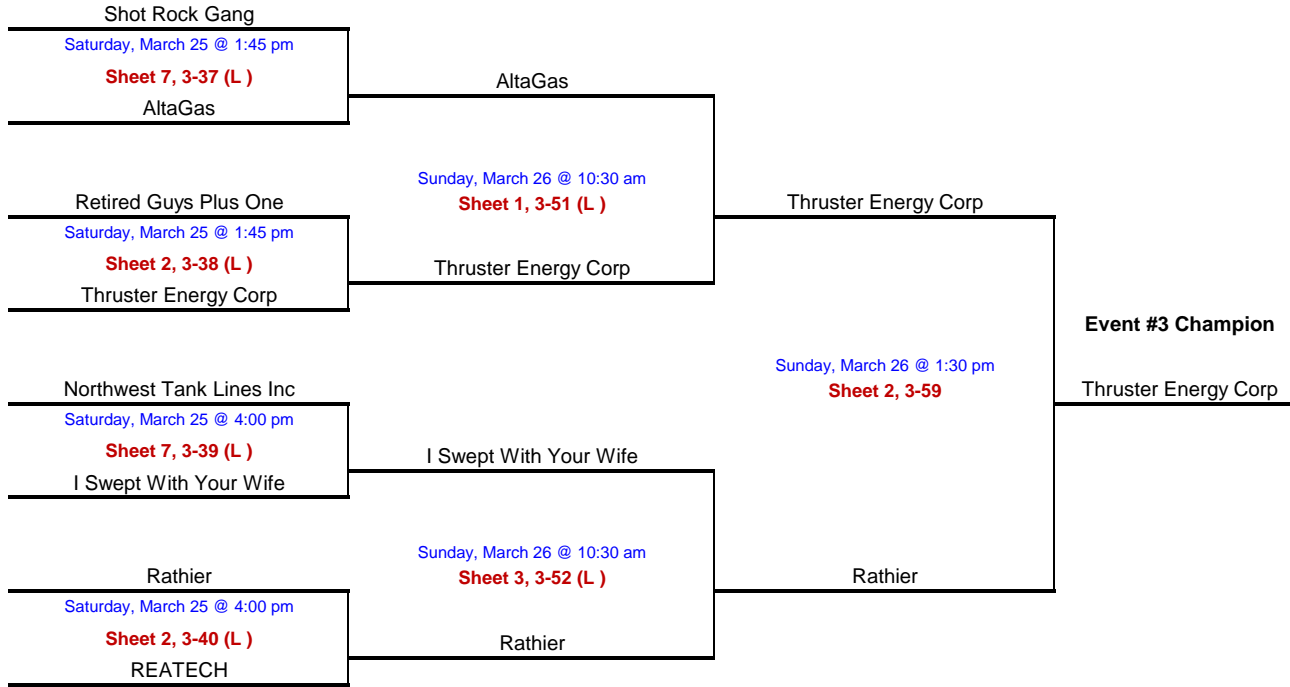 Shot Rock Gang
Saturday, March 25 @ 1:45 pm
Sheet 7, 3-37 (L )
AltaGas
AltaGas
Retired Guys Plus One
Saturday, March 25 @ 1:45 pm
Sheet 2, 3-38 (L )
Thruster Energy Corp
Sunday, March 26 @ 10:30 am
Sheet 1, 3-51 (L )
Thruster Energy Corp
Thruster Energy Corp
Northwest Tank Lines Inc
Saturday, March 25 @ 4:00 pm
Sheet 7, 3-39 (L )
I Swept With Your Wife
I Swept With Your Wife
Rathier
Saturday, March 25 @ 4:00 pm
Sheet 2, 3-40 (L )
REATECH
Sunday, March 26 @ 10:30 am
Sheet 3, 3-52 (L )
Rathier
Rathier
Sunday, March 26 @ 1:30 pm
Sheet 2, 3-59
Event #3 Champion
Thruster Energy Corp